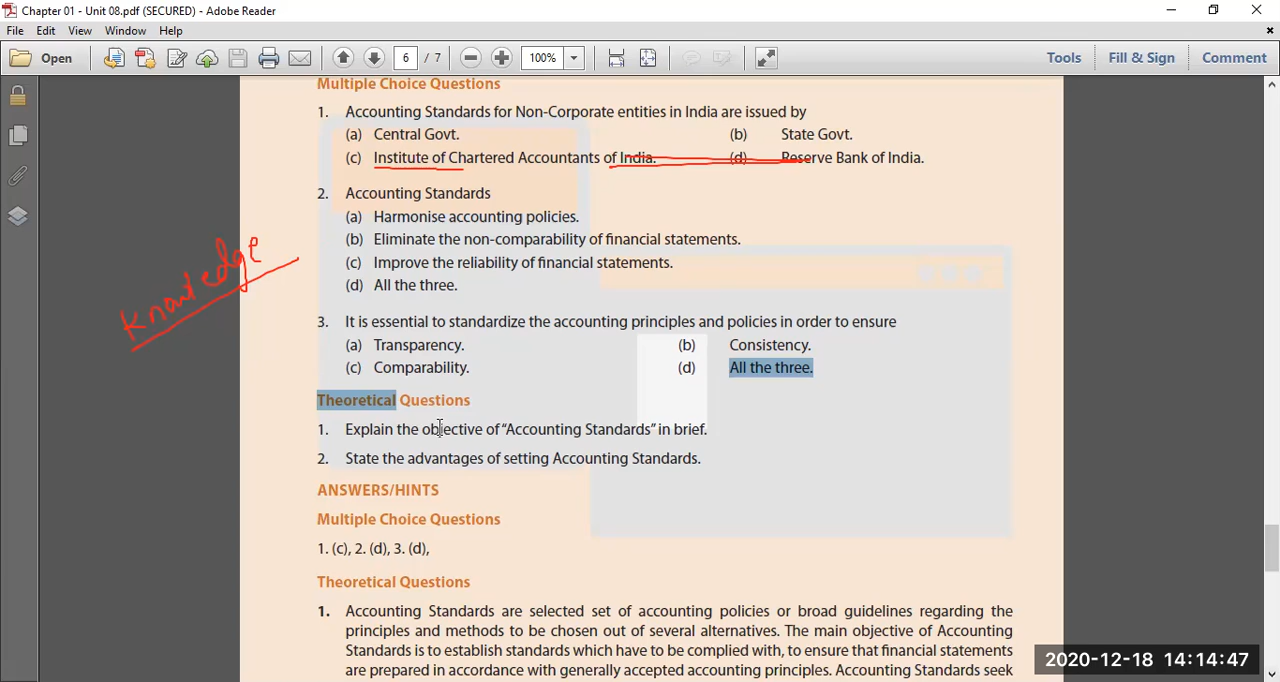 Chapter 01 - Unit 08.pdf (SECURED) - Adobe Reader
File Edit View Window Help
Open 6 / 7 100% Tools Fill & Sign Comment
Multiple Choice Questions
1. Accounting Standards for Non-Corporate entities in India are issued by
(a) Central Govt. (b) State Govt.
(c) Institute of Chartered Accountants of India. (d) Reserve Bank of India.
2. Accounting Standards
(a) Harmonise accounting policies.
(b) Eliminate the non-comparability of financial statements.
(c) Improve the reliability of financial statements.
(d) All the three.
Knowledge
3. It is essential to standardize the accounting principles and policies in order to ensure
(a) Transparency. (b) Consistency.
(c) Comparability. (d) All the three.
Theoretical Questions
1. Explain the objective of “Accounting Standards” in brief.
2. State the advantages of setting Accounting Standards.
ANSWERS/HINTS
Multiple Choice Questions
1. (c), 2. (d), 3. (d),
Theoretical Questions
1. Accounting Standards are selected set of accounting policies or broad guidelines regarding the
principles and methods to be chosen out of several alternatives. The main objective of Accounting
Standards is to establish standards which have to be complied with, to ensure that financial statements
are prepared in accordance with generally accepted accounting principles. Accounting Standards seek
2020-12-18 14:14:47